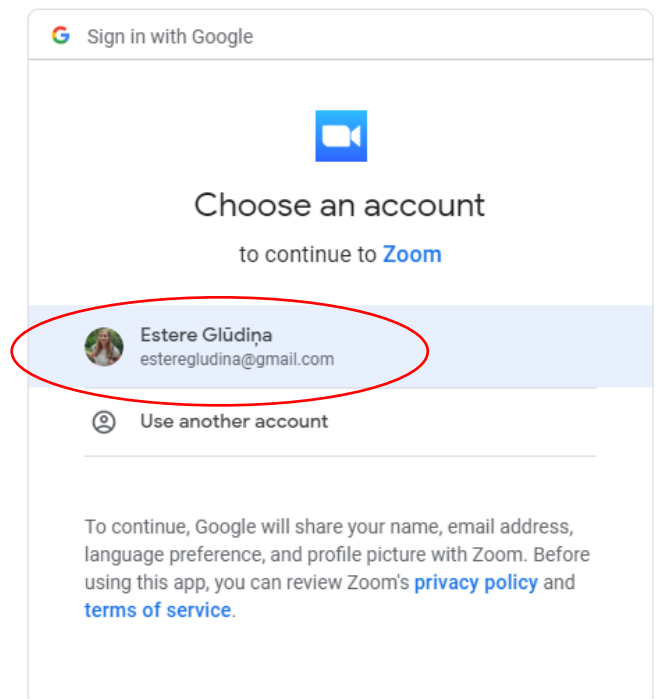 Sign in with Google
Choose an account
to continue to Zoom
Estere Glūdiņa
esteregludina@gmail.com
Use another account
To continue, Google will share your name, email address,
language preference, and profile picture with Zoom. Before
using this app, you can review Zoom's privacy policy and
terms of service.